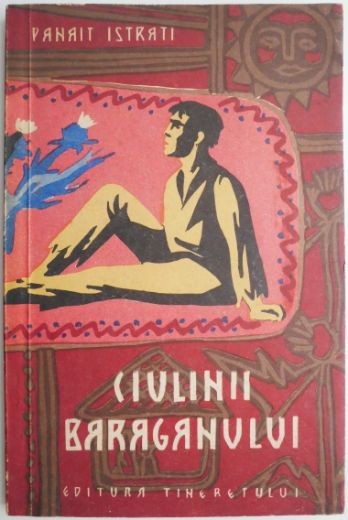 PANAIT ISTRATI
CIULINII
BARAGANULUI
EDITURA TINERETULUI